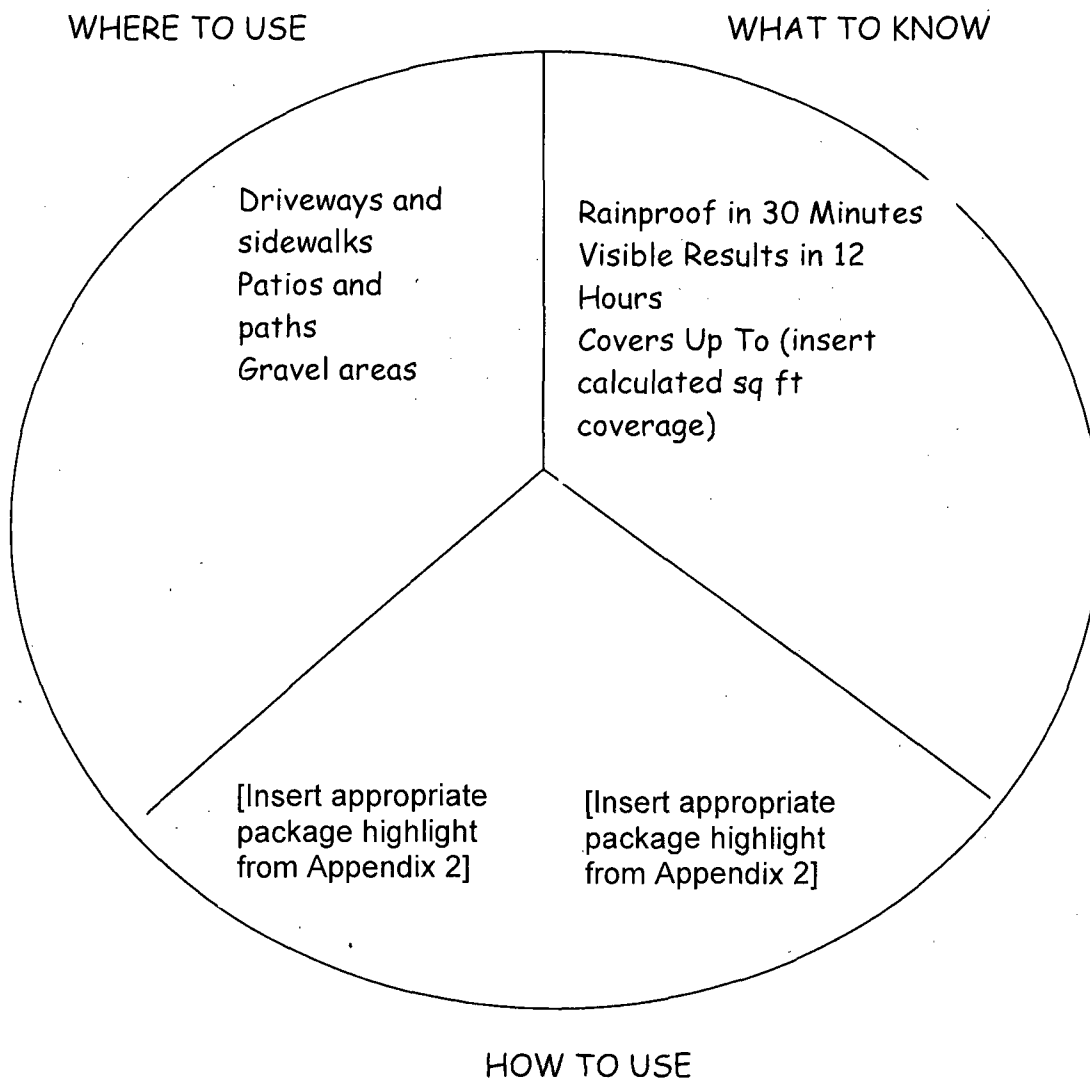 WHERE TO USE
WHAT TO KNOW
Driveways and
sidewalks
Patios and
paths
Gravel areas
Rainproof in 30 Minutes
Visible Results in 12
Hours
Covers Up To (insert
calculated sq ft
coverage)
[Insert appropriate
package highlight
from Appendix 2]
[Insert appropriate
package highlight
from Appendix 2]
HOW TO USE